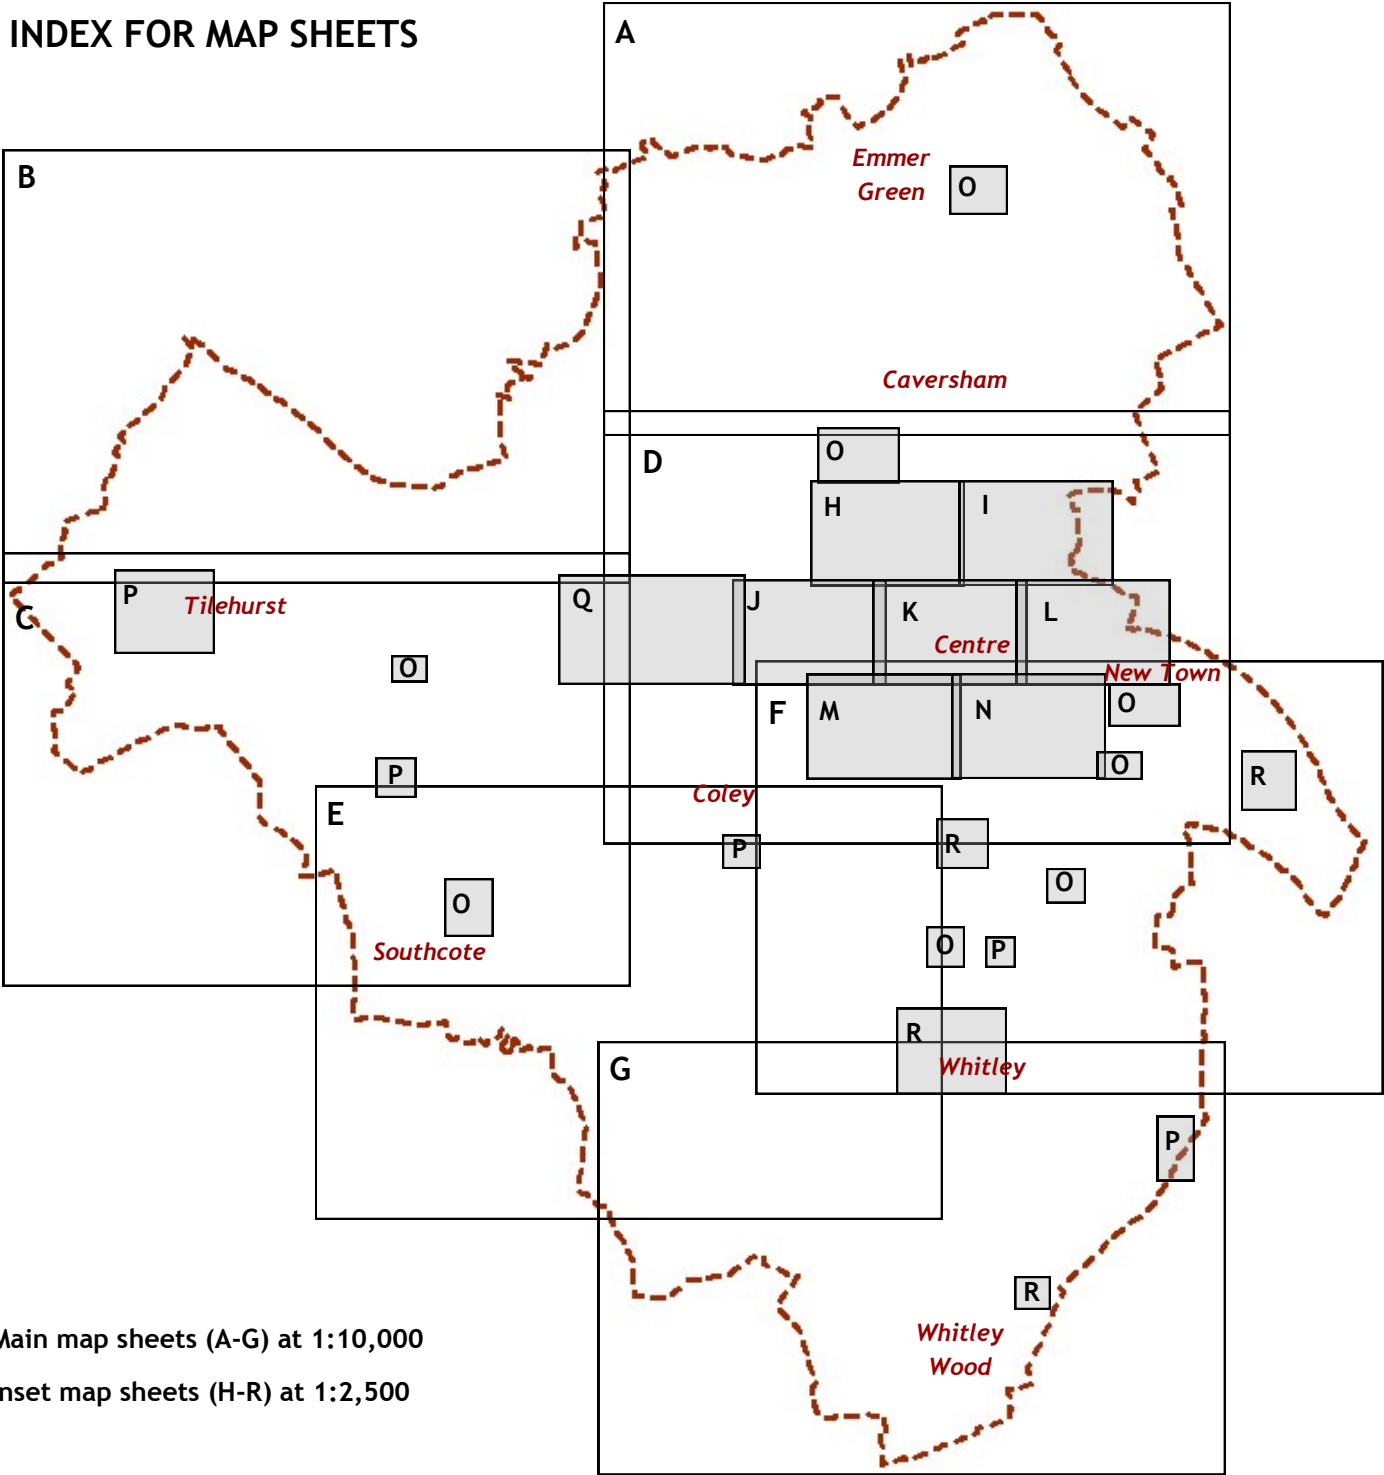 INDEX FOR MAP SHEETS
A
Emmer
Green
O
B
Caversham
D
O
H
I
C
P
Tilehurst
O
Q
J
K
L
Centre
New Town
F
M
N
O
O
R
P
Coley
E
P
R
O
O
Southcote
O
P
R
Whitley
G
P
R
Whitley
Wood
Main map sheets (A-G) at 1:10,000
nset map sheets (H-R) at 1:2,500